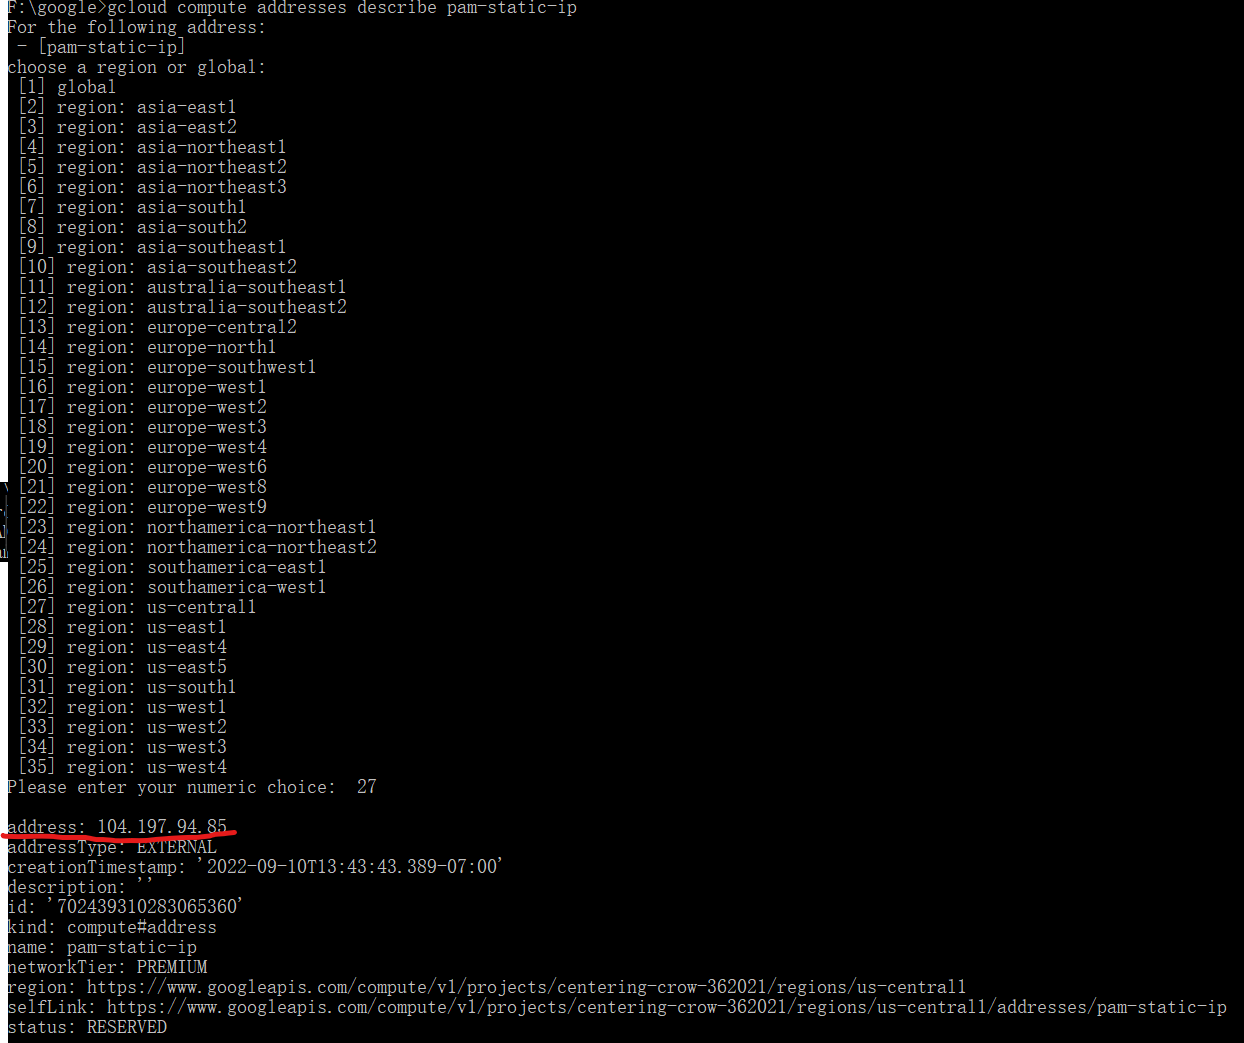 F:\google>gcloud compute addresses describe pam-static-ip
For the following address:
 - [pam-static-ip]
choose a region or global:
 [1] global
 [2] region: asia-east1
 [3] region: asia-east2
 [4] region: asia-northeast1
 [5] region: asia-northeast2
 [6] region: asia-northeast3
 [7] region: asia-south1
 [8] region: asia-south2
 [9] region: asia-southeast1
 [10] region: asia-southeast2
 [11] region: australia-southeast1
 [12] region: australia-southeast2
 [13] region: europe-central2
 [14] region: europe-north1
 [15] region: europe-southwest1
 [16] region: europe-west1
 [17] region: europe-west2
 [18] region: europe-west3
 [19] region: europe-west4
 [20] region: europe-west6
 [21] region: europe-west8
 [22] region: europe-west9
 [23] region: northamerica-northeast1
 [24] region: northamerica-northeast2
 [25] region: southamerica-east1
 [26] region: southamerica-west1
 [27] region: us-central1
 [28] region: us-east1
 [29] region: us-east4
 [30] region: us-east5
 [31] region: us-south1
 [32] region: us-west1
 [33] region: us-west2
 [34] region: us-west3
 [35] region: us-west4
Please enter your numeric choice:  27
address: 104.197.94.85
addressType: EXTERNAL
creationTimestamp: '2022-09-10T13:43:43.389-07:00'
description: ''
id: '702439310283065360'
kind: compute#address
name: pam-static-ip
networkTier: PREMIUM
region: https://www.googleapis.com/compute/v1/projects/centering-crow-362021/regions/us-central1
selfLink: https://www.googleapis.com/compute/v1/projects/centering-crow-362021/regions/us-central1/addresses/pam-static-ip
status: RESERVED